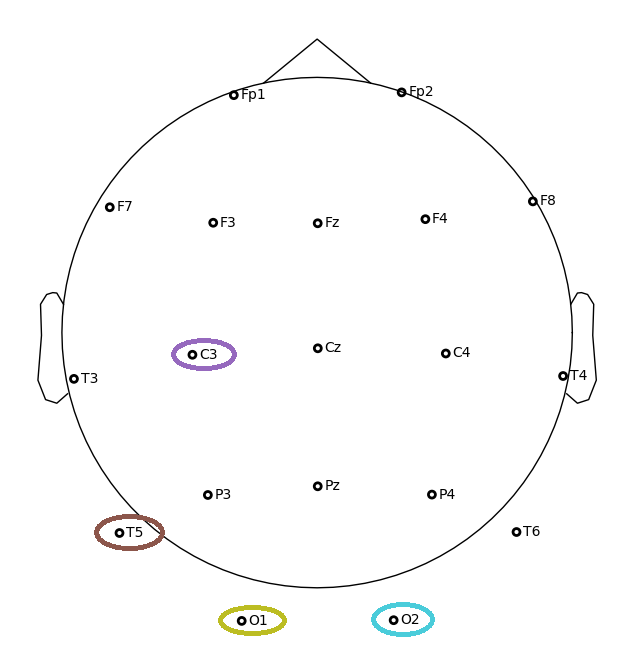 Fp1 Fp2
F7 F8
F3 Fz F4
C3 Cz C4
T3 T4
P3 Pz P4
T5 T6
O1 O2